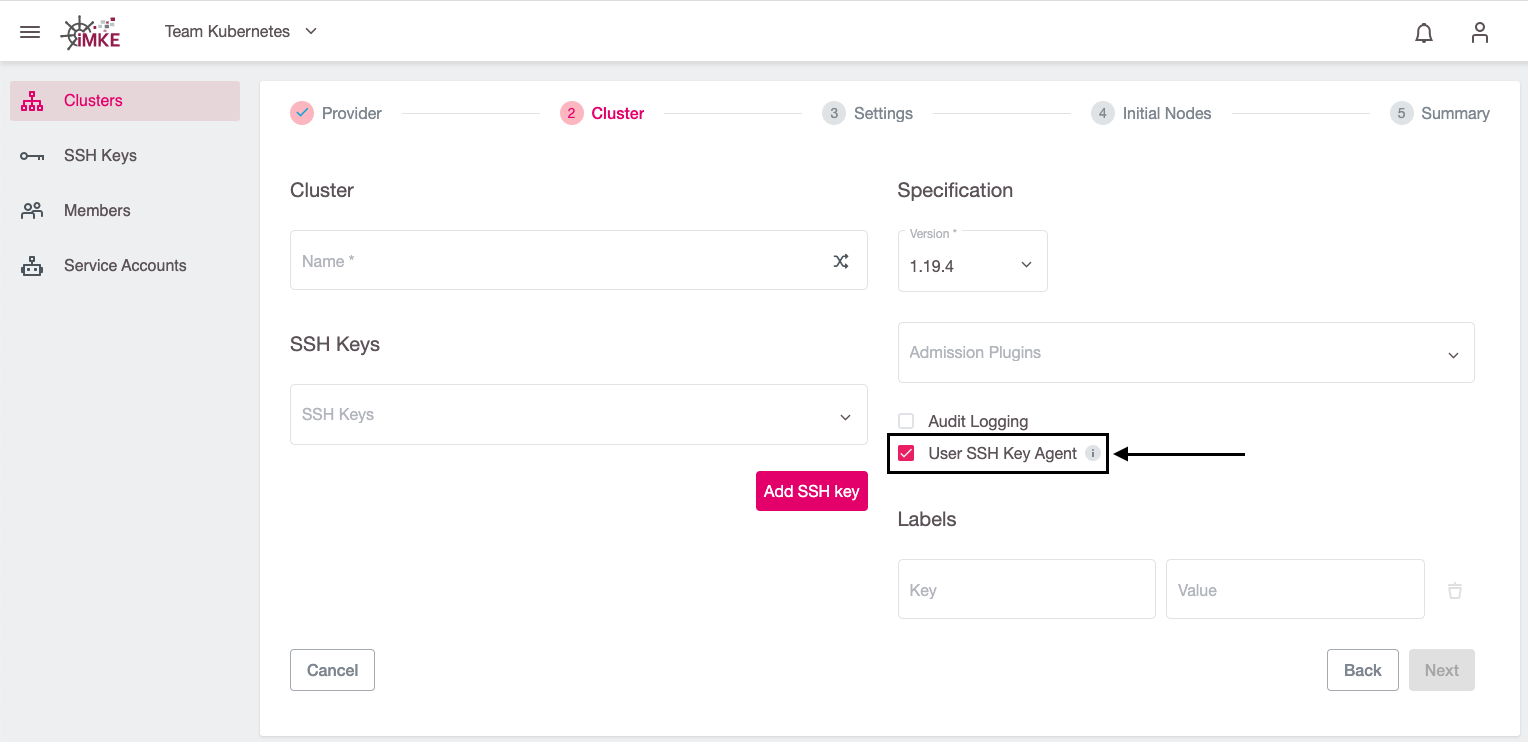 iMKE
Team Kubernetes
Clusters
SSH Keys
Members
Service Accounts
Provider
2 Cluster
3 Settings
4 Initial Nodes
5 Summary
Cluster
Name *
SSH Keys
SSH Keys
Add SSH key
Specification
Version *
1.19.4
Admission Plugins
Audit Logging
User SSH Key Agent i
Labels
Key
Value
Cancel
Back
Next